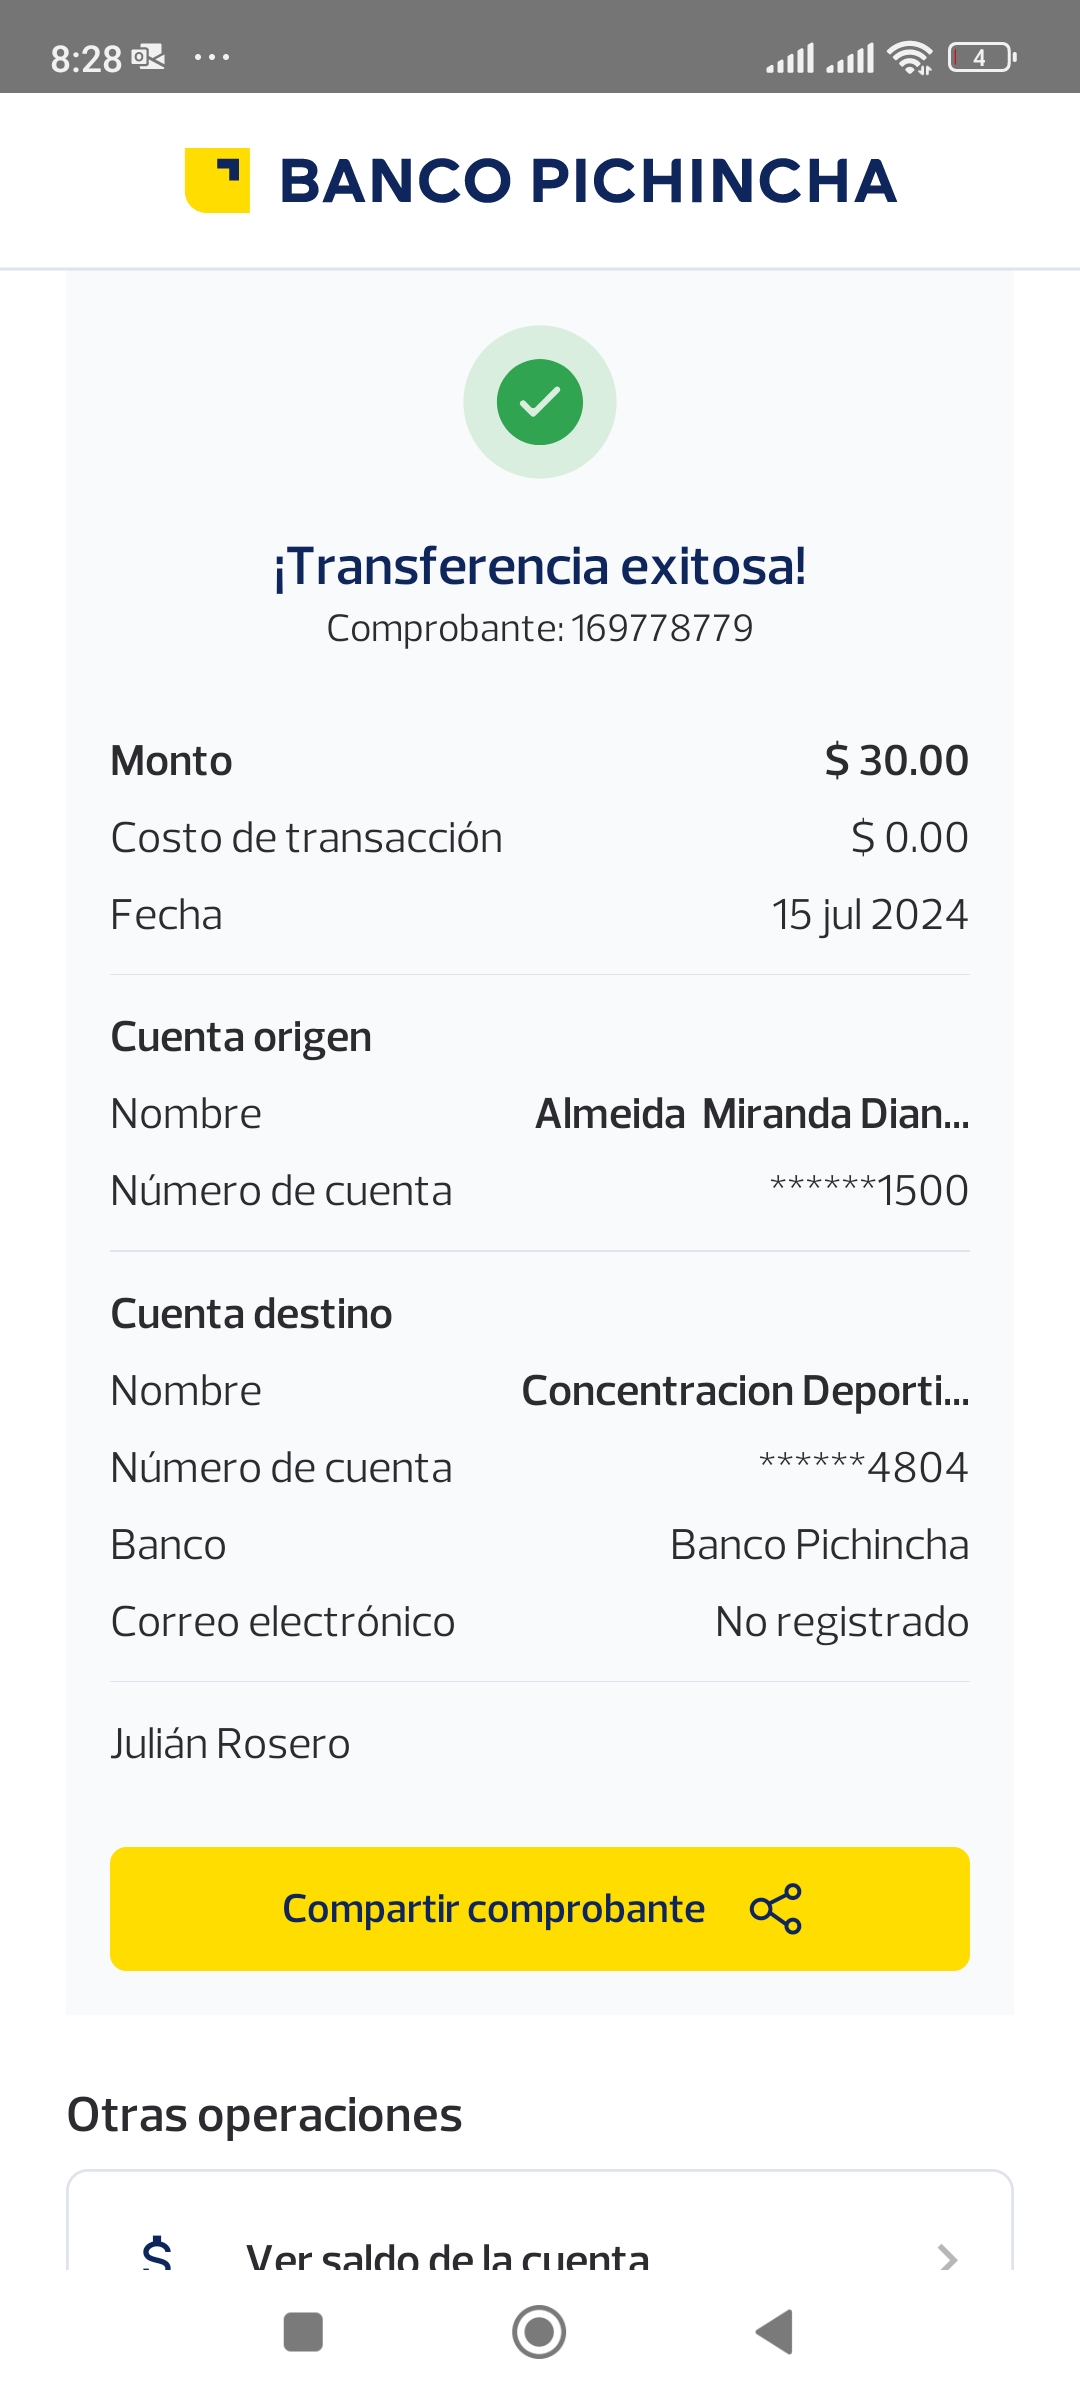 8:28
4
BANCO PICHINCHA
¡Transferencia exitosa!
Comprobante: 169778779
Monto $ 30.00
Costo de transacción $ 0.00
Fecha 15 jul 2024
Cuenta origen
Nombre Almeida  Miranda Dian...
Número de cuenta ******1500
Cuenta destino
Nombre Concentracion Deporti...
Número de cuenta ******4804
Banco Banco Pichincha
Correo electrónico No registrado
Julián Rosero
Compartir comprobante
Otras operaciones
$ Ver saldo de la cuenta